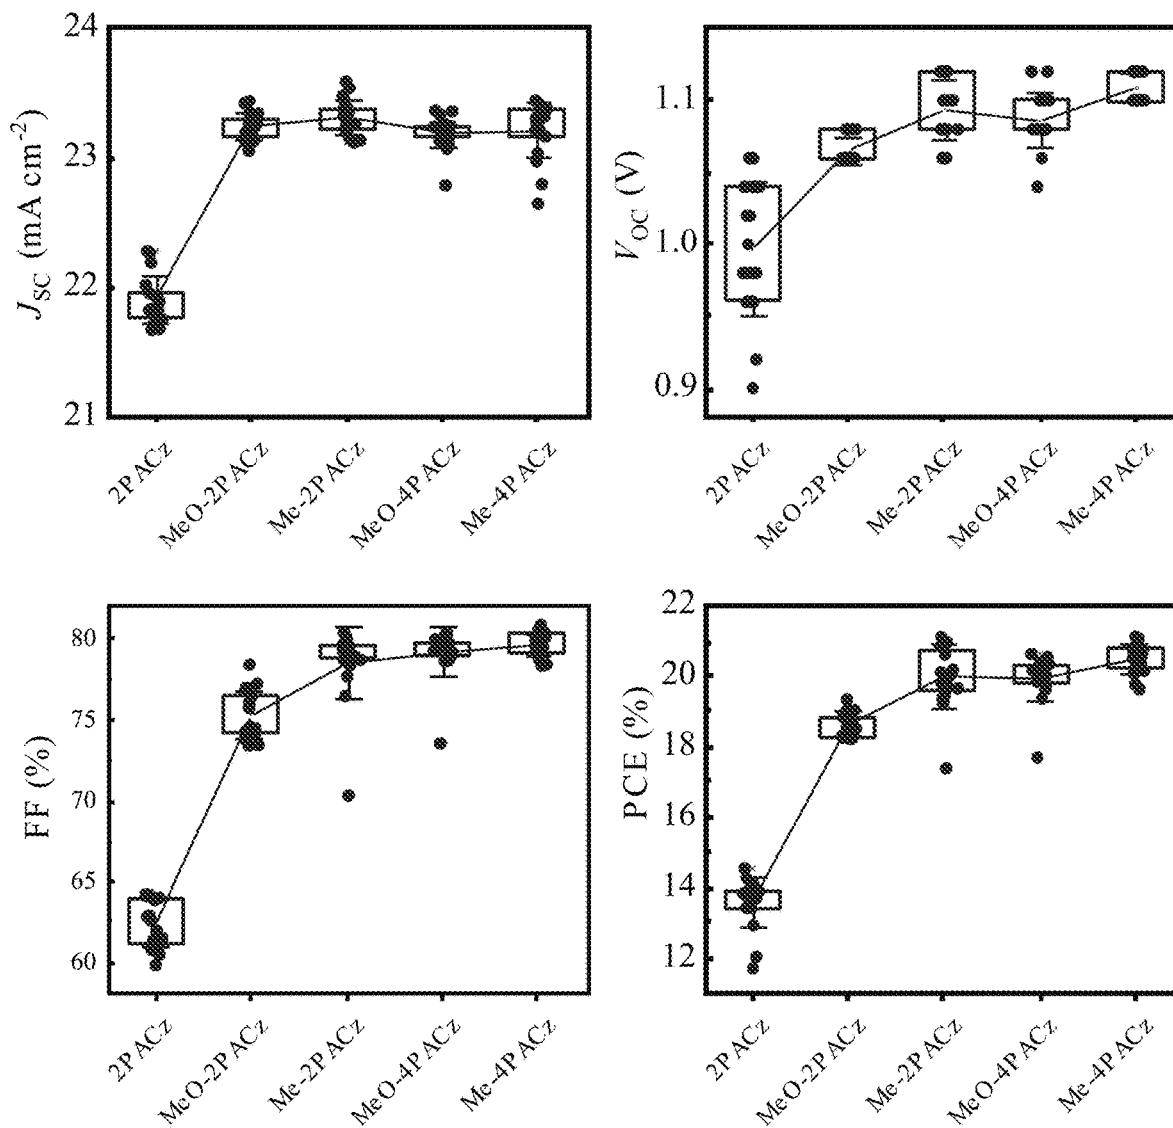 24
23
22
21
J_SC (mA cm^-2)
2PACz
MeO-2PACz
Me-2PACz
MeO-4PACz
Me-4PACz
1.1
1.0
0.9
V_OC (V)
2PACz
MeO-2PACz
Me-2PACz
MeO-4PACz
Me-4PACz
80
75
70
65
60
FF (%)
2PACz
MeO-2PACz
Me-2PACz
MeO-4PACz
Me-4PACz
22
20
18
16
14
12
PCE (%)
2PACz
MeO-2PACz
Me-2PACz
MeO-4PACz
Me-4PACz